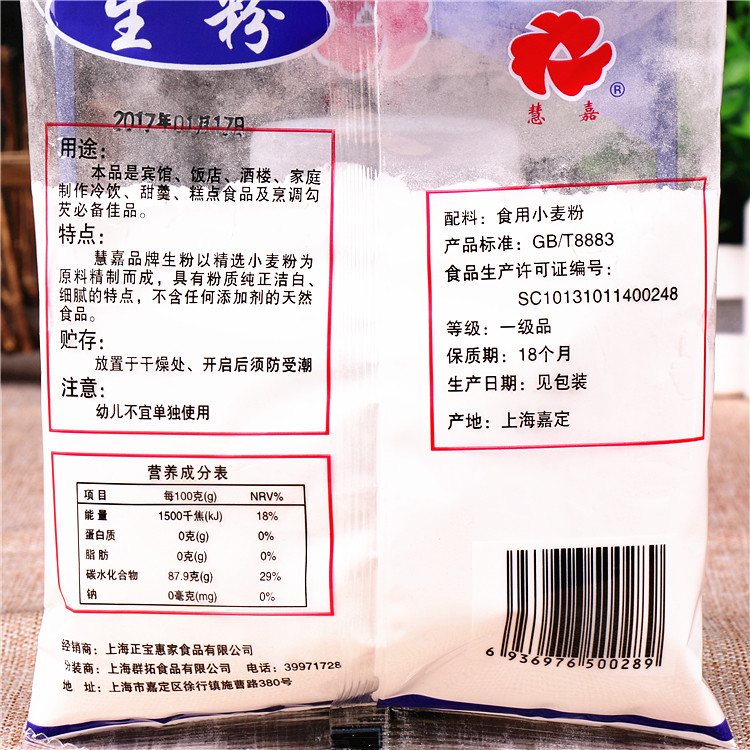 生粉
慧嘉
®
2017年01月17日
用途：
本品是宾馆、饭店、酒楼、家庭
制作冷饮、甜羹、糕点食品及烹调勾
芡必备佳品。
特点：
慧嘉品牌生粉以精选小麦粉为
原料精制而成，具有粉质纯正洁白、
细腻的特点，不含任何添加剂的天然
食品。
贮存：
放置于干燥处、开启后须防受潮
注意：
幼儿不宜单独使用
配料：食用小麦粉
产品标准：GB/T8883
食品生产许可证编号：
SC10131011400248
等级：一级品
保质期：18个月
生产日期：见包装
产地：上海嘉定
营养成分表
项目 每100克(g) NRV%
能量 1500千焦(kJ) 18%
蛋白质 0克(g) 0%
脂肪 0克(g) 0%
碳水化合物 87.9克(g) 29%
钠 0毫克(mg) 0%
经销商：上海正宝惠家食品有限公司
分装商：上海群拓食品有限公司 电话：39971728
地 址：上海市嘉定区徐行镇施曹路380号
6 936976 500289